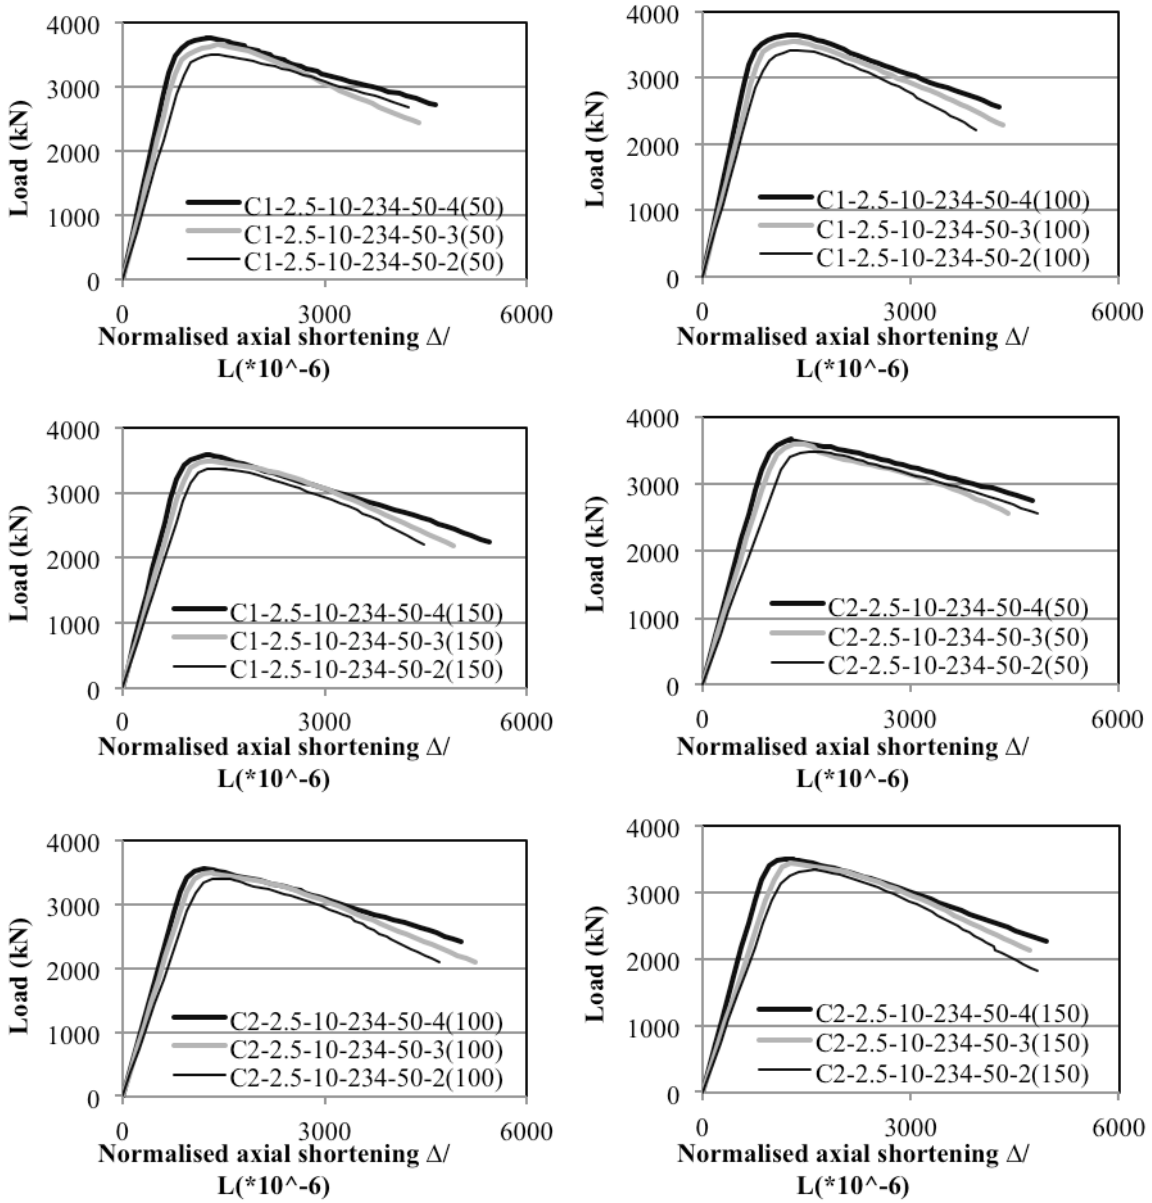 4000
3000
2000
1000
0
Load (kN)
C1-2.5-10-234-50-4(50)
C1-2.5-10-234-50-3(50)
C1-2.5-10-234-50-2(50)
0 3000 6000
Normalised axial shortening Δ/
L(*10^-6)
4000
3000
2000
1000
0
Load (kN)
C1-2.5-10-234-50-4(100)
C1-2.5-10-234-50-3(100)
C1-2.5-10-234-50-2(100)
0 3000 6000
Normalised axial shortening Δ/
L(*10^-6)
4000
3000
2000
1000
0
Load (kN)
C1-2.5-10-234-50-4(150)
C1-2.5-10-234-50-3(150)
C1-2.5-10-234-50-2(150)
0 3000 6000
Normalised axial shortening Δ/
L(*10^-6)
4000
3000
2000
1000
0
Load (kN)
C2-2.5-10-234-50-4(50)
C2-2.5-10-234-50-3(50)
C2-2.5-10-234-50-2(50)
0 3000 6000
Normalised axial shortening Δ/
L(*10^-6)
4000
3000
2000
1000
0
Load (kN)
C2-2.5-10-234-50-4(100)
C2-2.5-10-234-50-3(100)
C2-2.5-10-234-50-2(100)
0 3000 6000
Normalised axial shortening Δ/
L(*10^-6)
4000
3000
2000
1000
0
Load (kN)
C2-2.5-10-234-50-4(150)
C2-2.5-10-234-50-3(150)
C2-2.5-10-234-50-2(150)
0 3000 6000
Normalised axial shortening Δ/
L(*10^-6)